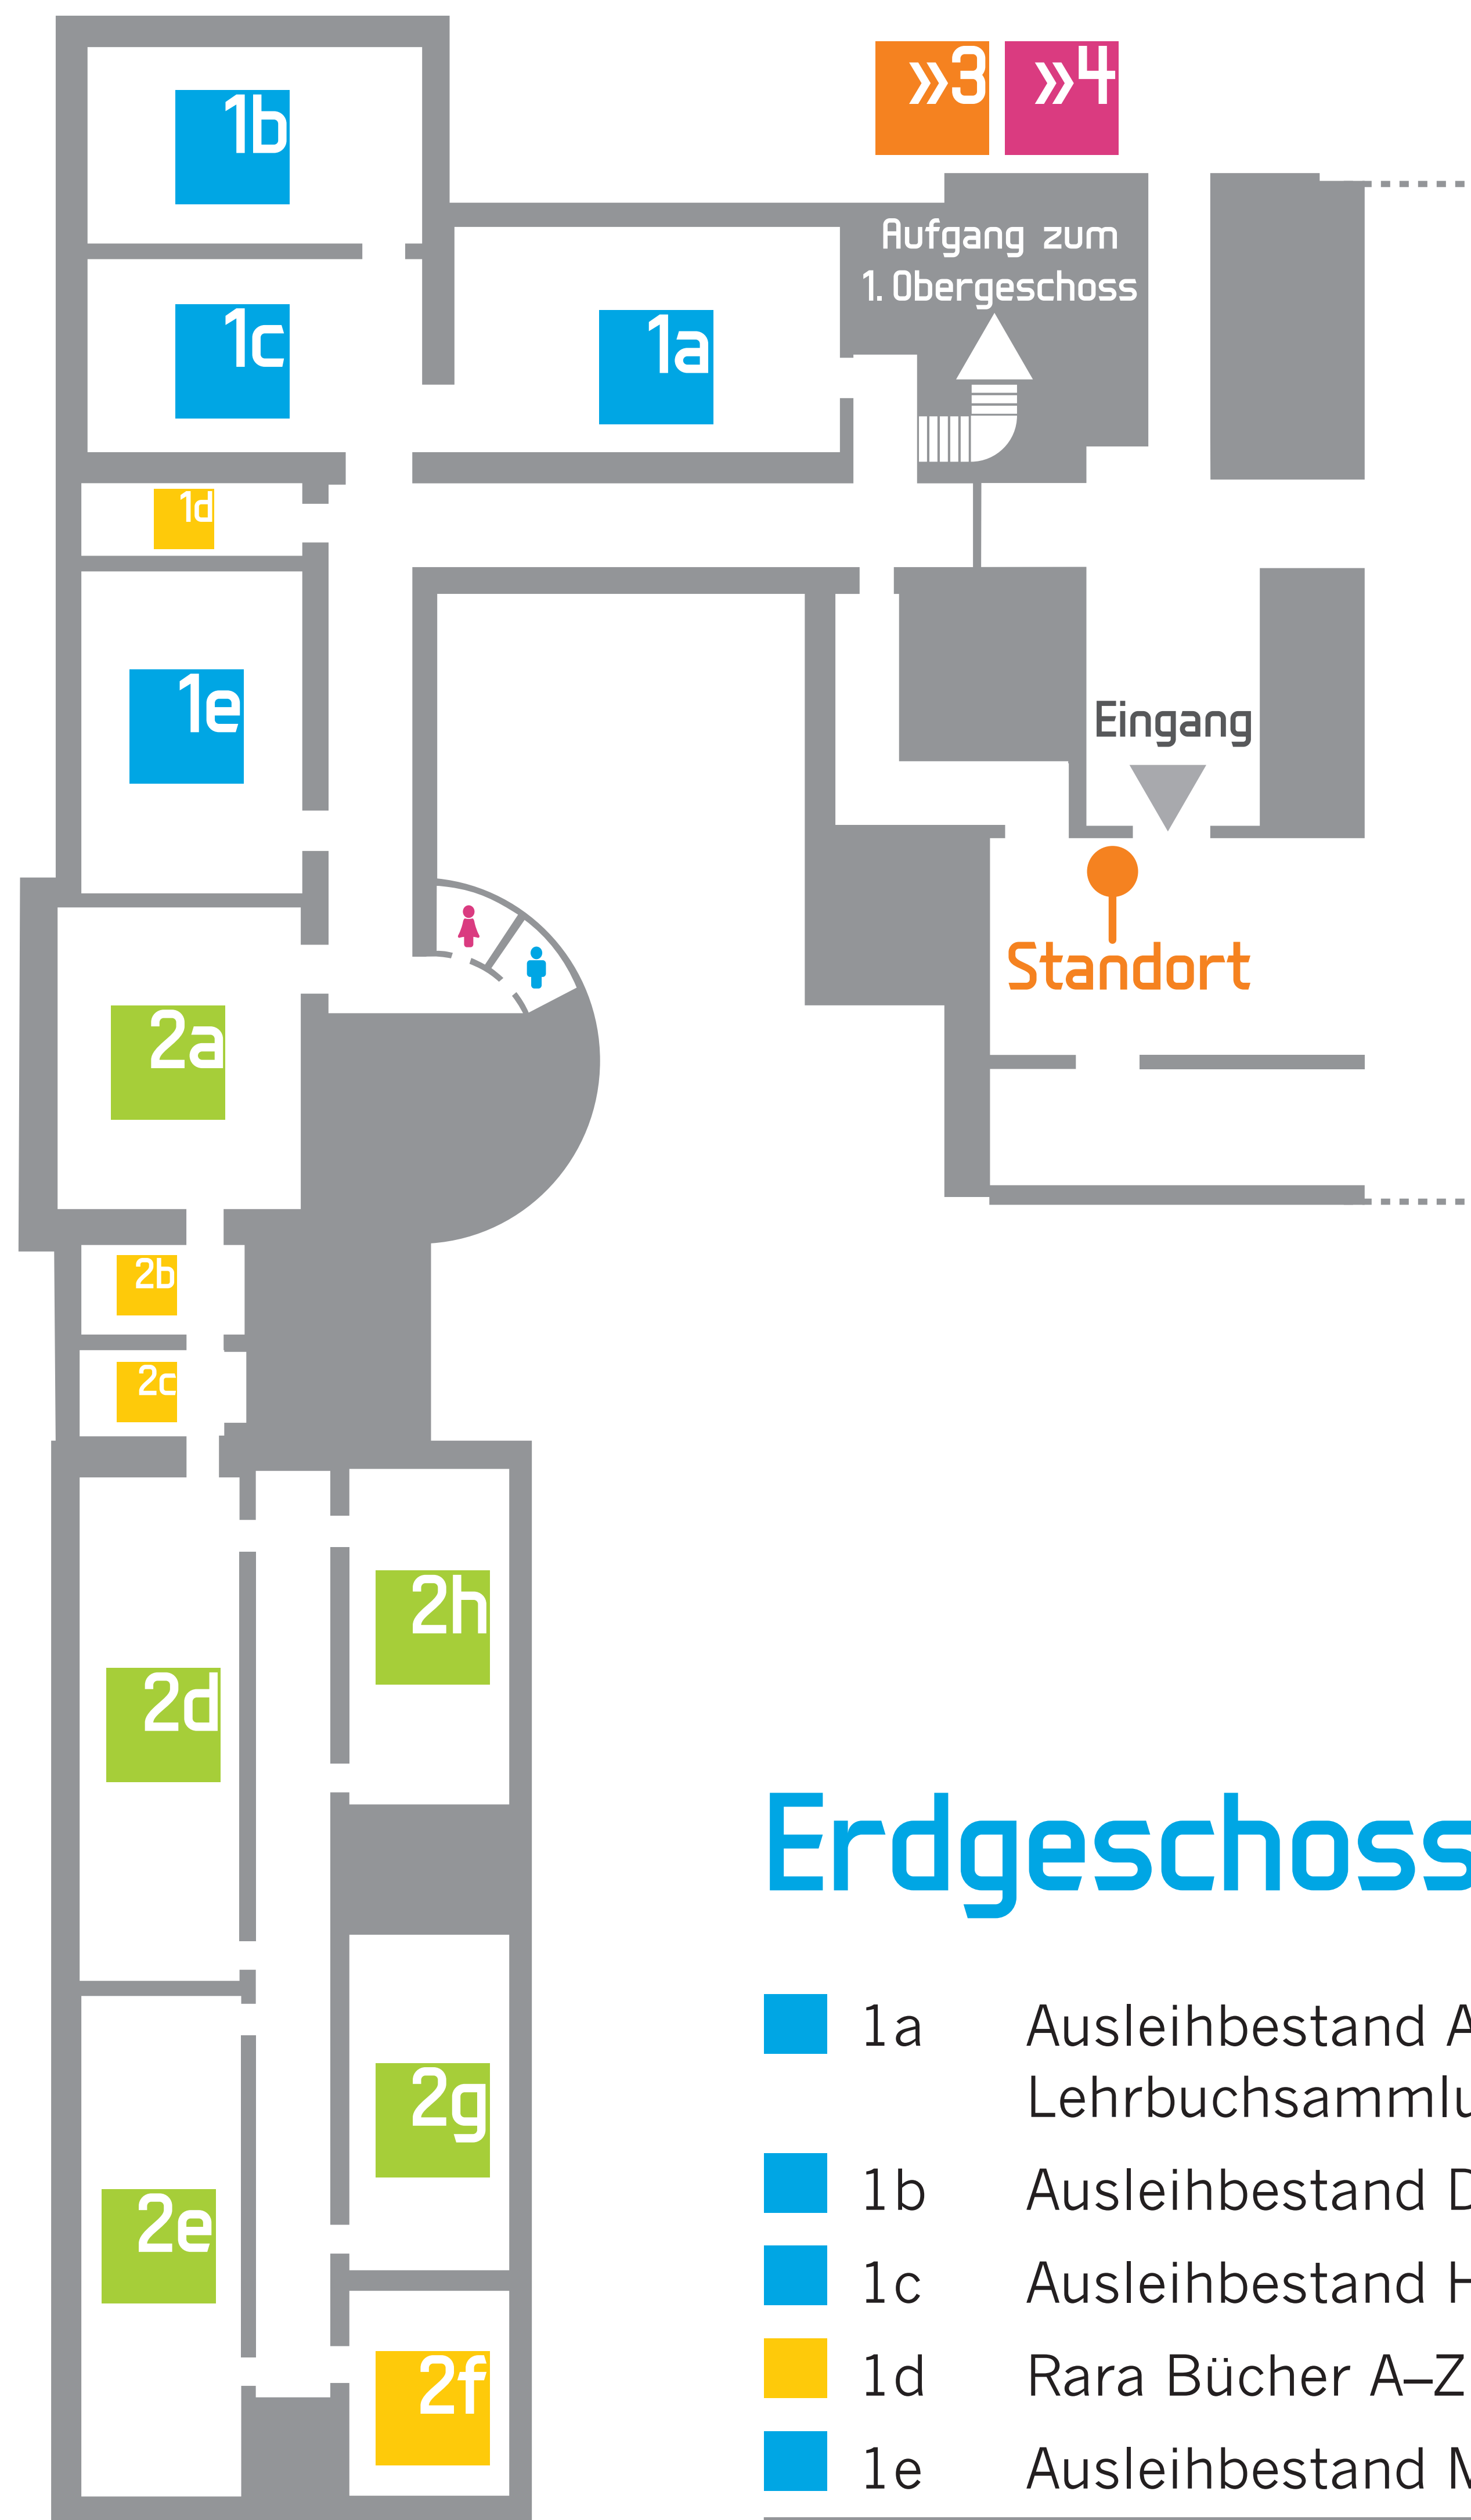 1b
»3 »4
Aufgang zum
1. Obergeschoss
1c
1a
1d
1e
Eingang
Standort
2a
2b
2c
2h
2d
2g
2e
2f
Erdgeschoss
1a Ausleihbestand A
Lehrbuchsammlu
1b Ausleihbestand
1c Ausleihbestand
1d Rara Bücher A–Z
1e Ausleihbestand